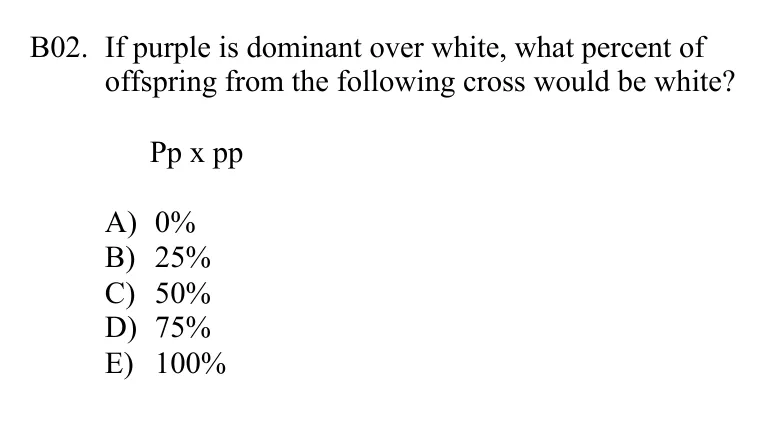 B02. If purple is dominant over white, what percent of
offspring from the following cross would be white?
Pp x pp
A) 0%
B) 25%
C) 50%
D) 75%
E) 100%